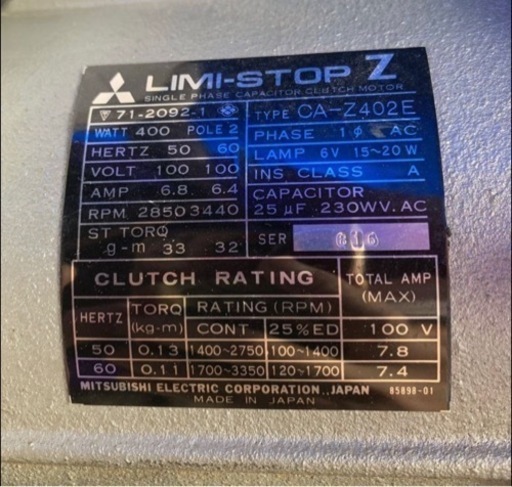 LIMI-STOP Z
SINGLE PHASE CAPACITOR CLUTCH MOTOR
71-2092-1
TYPE CA-Z402E
WATT 400 POLE 2
PHASE 1φ AC
HERTZ 50 60
LAMP 6V 15~20W
VOLT 100 100
INS CLASS A
AMP 6.8 6.4
CAPACITOR
RPM 2850 3440
25 μF 230WV.AC
ST TORQ
g-m 33 32
SER 816
CLUTCH RATING
TOTAL AMP
(MAX)
HERTZ
TORQ
(kg-m)
RATING (RPM)
CONT. 25%ED
100 V
50 0.13 1400~2750 100~1400 7.8
60 0.11 1700~3350 120~1700 7.4
MITSUBISHI ELECTRIC CORPORATION., JAPAN 85898-01
MADE IN JAPAN